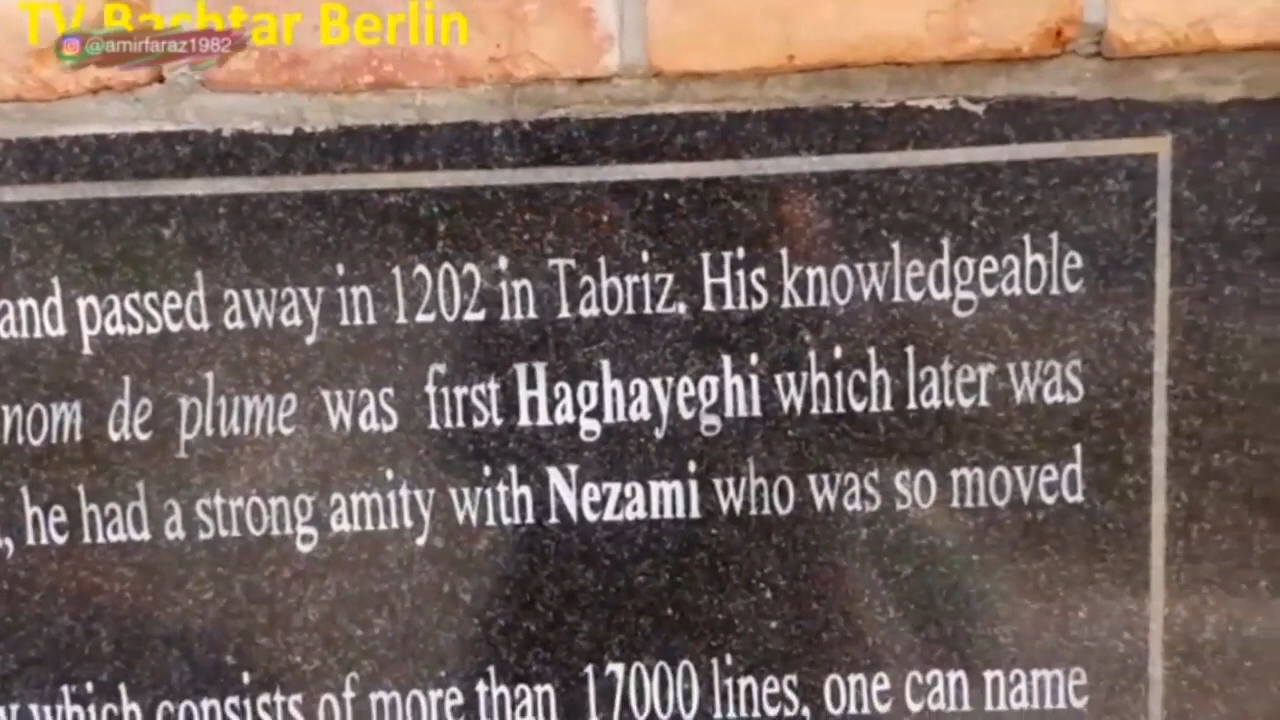 TV Bachtar Berlin
@amirfaraz1982
and passed away in 1202 in Tabriz. His knowledgeable
nom de plume was first Haghayeghi which later was
, he had a strong amity with Nezami who was so moved
which consists of more than 17000 lines, one can name